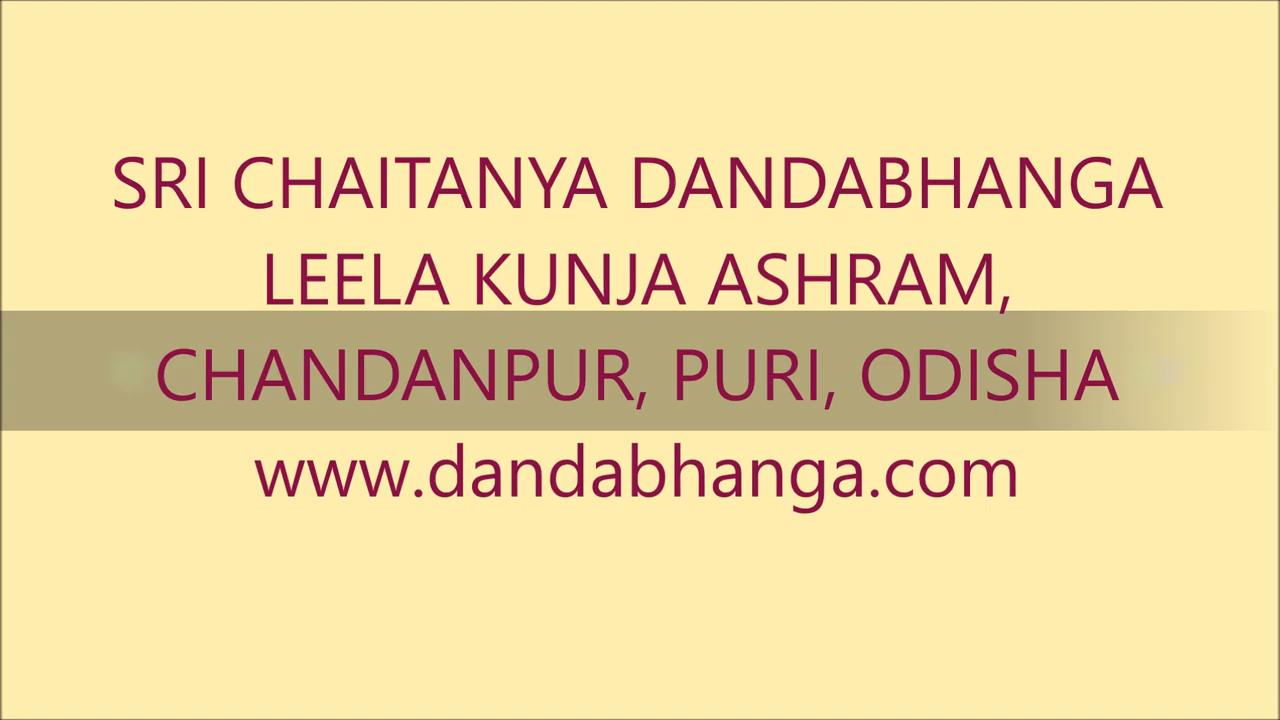 SRI CHAITANYA DANDABHANGA
LEELA KUNJA ASHRAM,
CHANDANPUR, PURI, ODISHA
www.dandabhanga.com